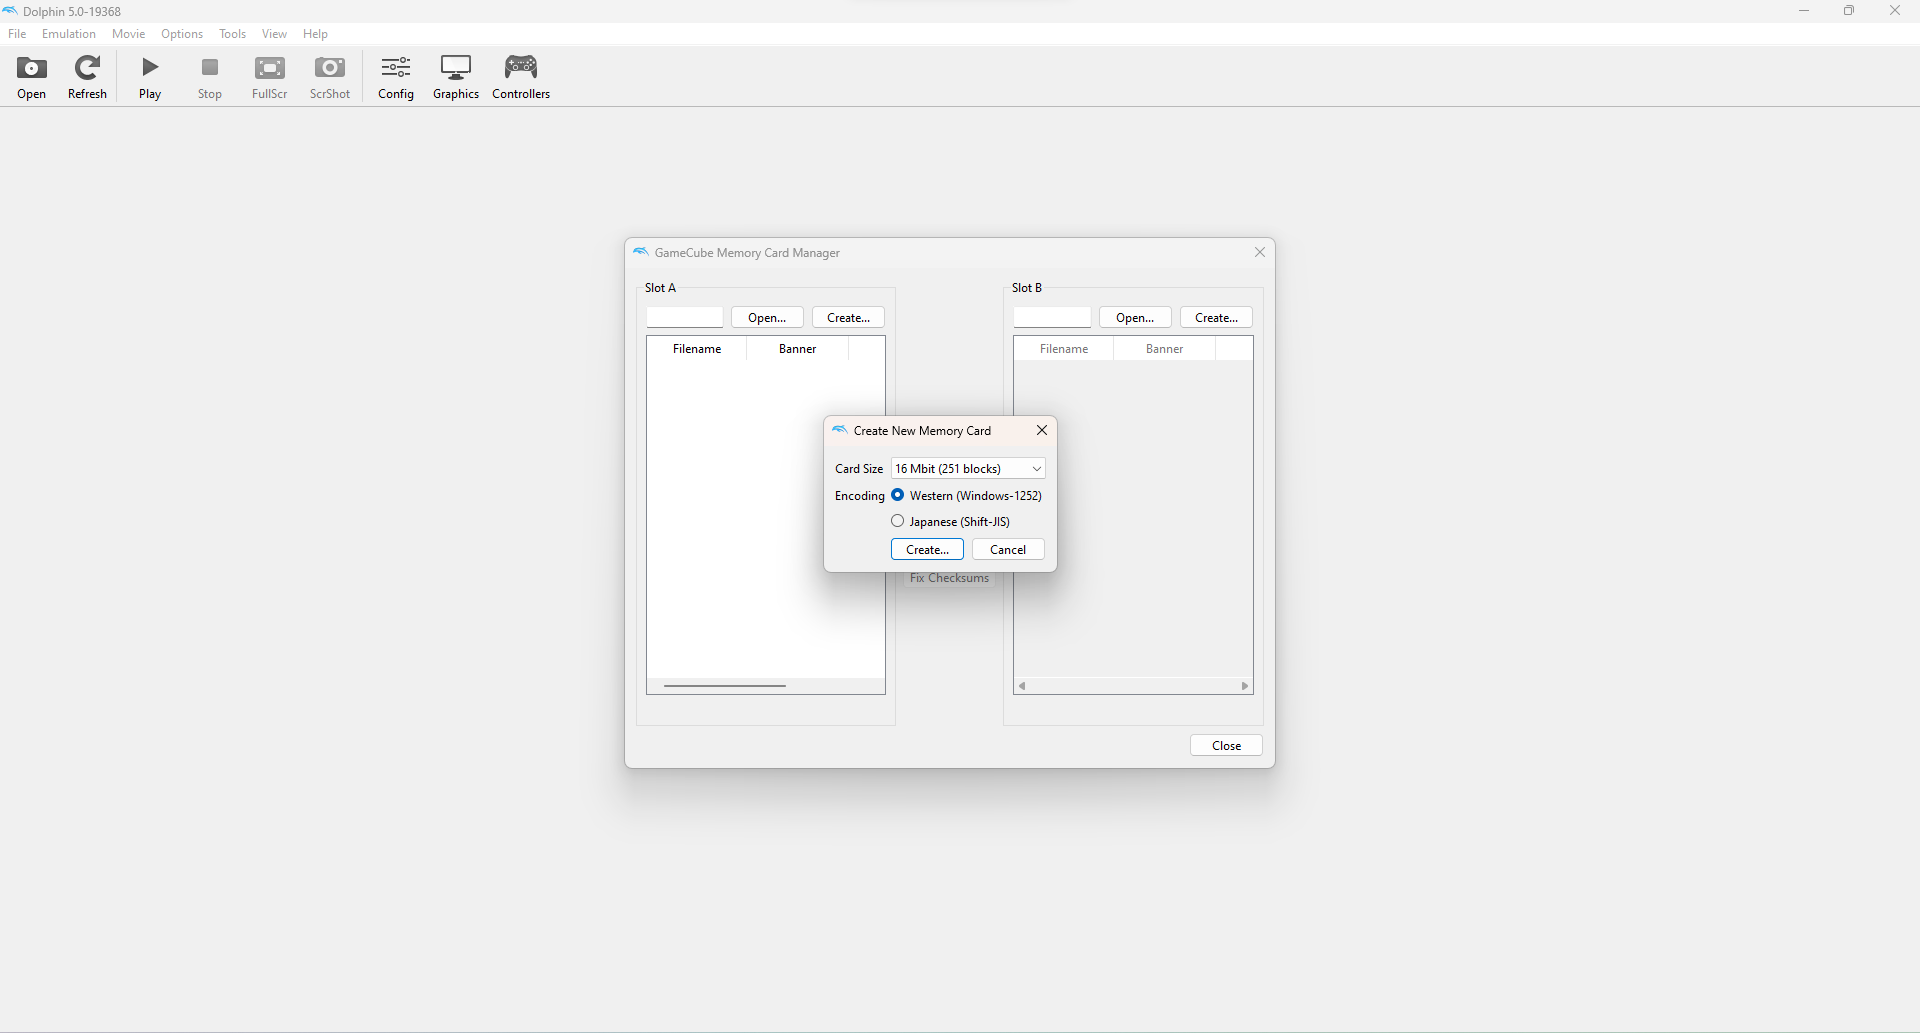 Dolphin 5.0-19368
File Emulation Movie Options Tools View Help
Open Refresh Play Stop FullScr ScrShot Config Graphics Controllers
GameCube Memory Card Manager
Slot A
Open... Create...
Filename Banner
Slot B
Open... Create...
Filename Banner
Create New Memory Card
Card Size 16 Mbit (251 blocks)
Encoding Western (Windows-1252)
Japanese (Shift-JIS)
Create... Cancel
Fix Checksums
Close